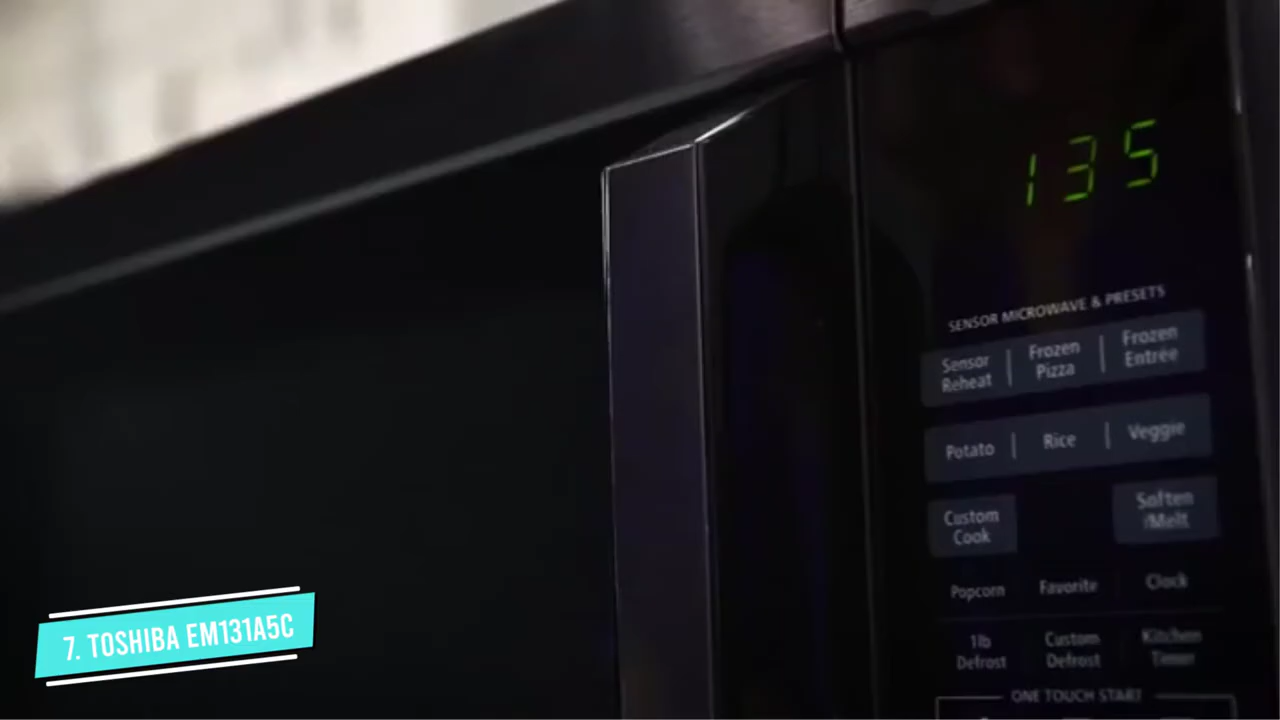 135
SENSOR MICROWAVE & PRESETS
Sensor Reheat | Frozen Pizza | Frozen Entrée
Potato | Rice | Veggie
Custom Cook
Soften /Melt
Popcorn Favorite Clock
1lb Defrost Custom Defrost Kitchen Timer
ONE TOUCH START
7. TOSHIBA EM131A5C